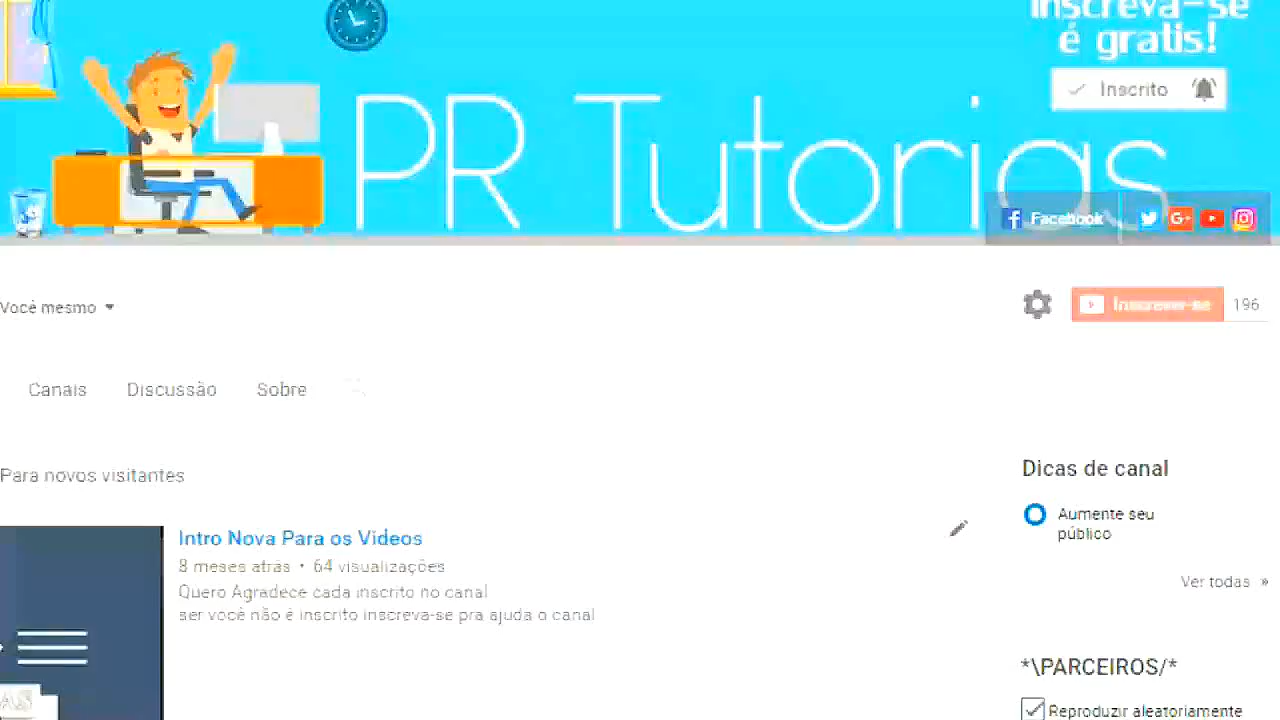 Inscreva-se
é gratis!
Inscrito
PR Tutorias
Facebook
G+
Você mesmo
Inscrever-se 196
Canais Discussão Sobre
Para novos visitantes
Dicas de canal
Aumente seu
público
Ver todas »
Intro Nova Para os Vídeos
8 meses atrás • 64 visualizações
Quero Agradece cada inscrito no canal
ser você não é inscrito inscreva-se pra ajuda o canal
*\PARCEIROS/*
Reproduzir aleatoriamente